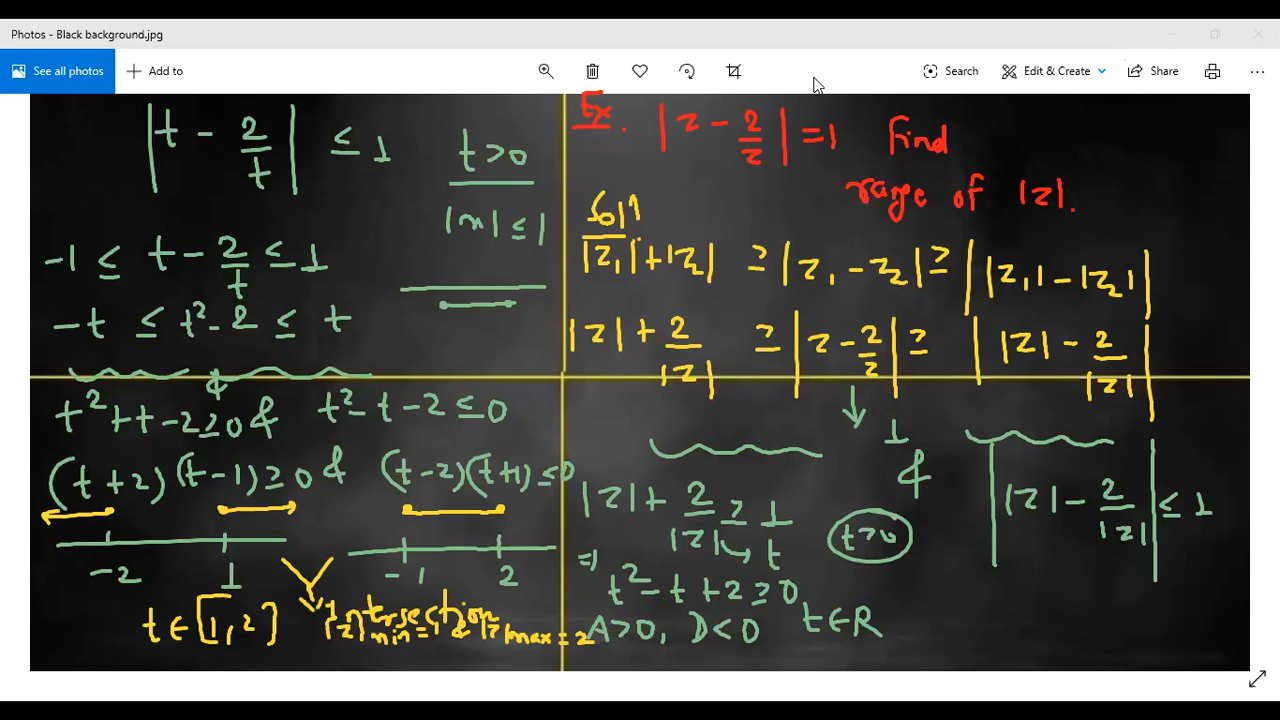 Photos - Black background.jpg
See all photos
Add to
Search
Edit & Create
Share
Ex. |z - 2/z| = 1 Find
range of |z|.
Sol^n
|z₁| + |z₂| ≥ |z₁ - z₂| ≥ ||z₁| - |z₂||
|z| + 2/|z| ≥ |z - 2/z| ≥ ||z| - 2/|z||
↓
1
|z| + 2/|z| ≥ 1 & ||z| - 2/|z|| ≤ 1
→ t
t>0
⇒ t² - t + 2 ≥ 0
A>0, D<0 t∈R
|t - 2/t| ≤ 1 t>0
|x| ≤ 1
-1 ≤ t - 2/t ≤ 1
-t ≤ t² - 2 ≤ t
&
t² + t - 2 ≥ 0 & t² - t - 2 ≤ 0
(t+2)(t-1) ≥ 0 & (t-2)(t+1) ≤ 0
-2 1 -1 2
intersection
t ∈ [1, 2]
|z|min = 1 & |z|max = 2